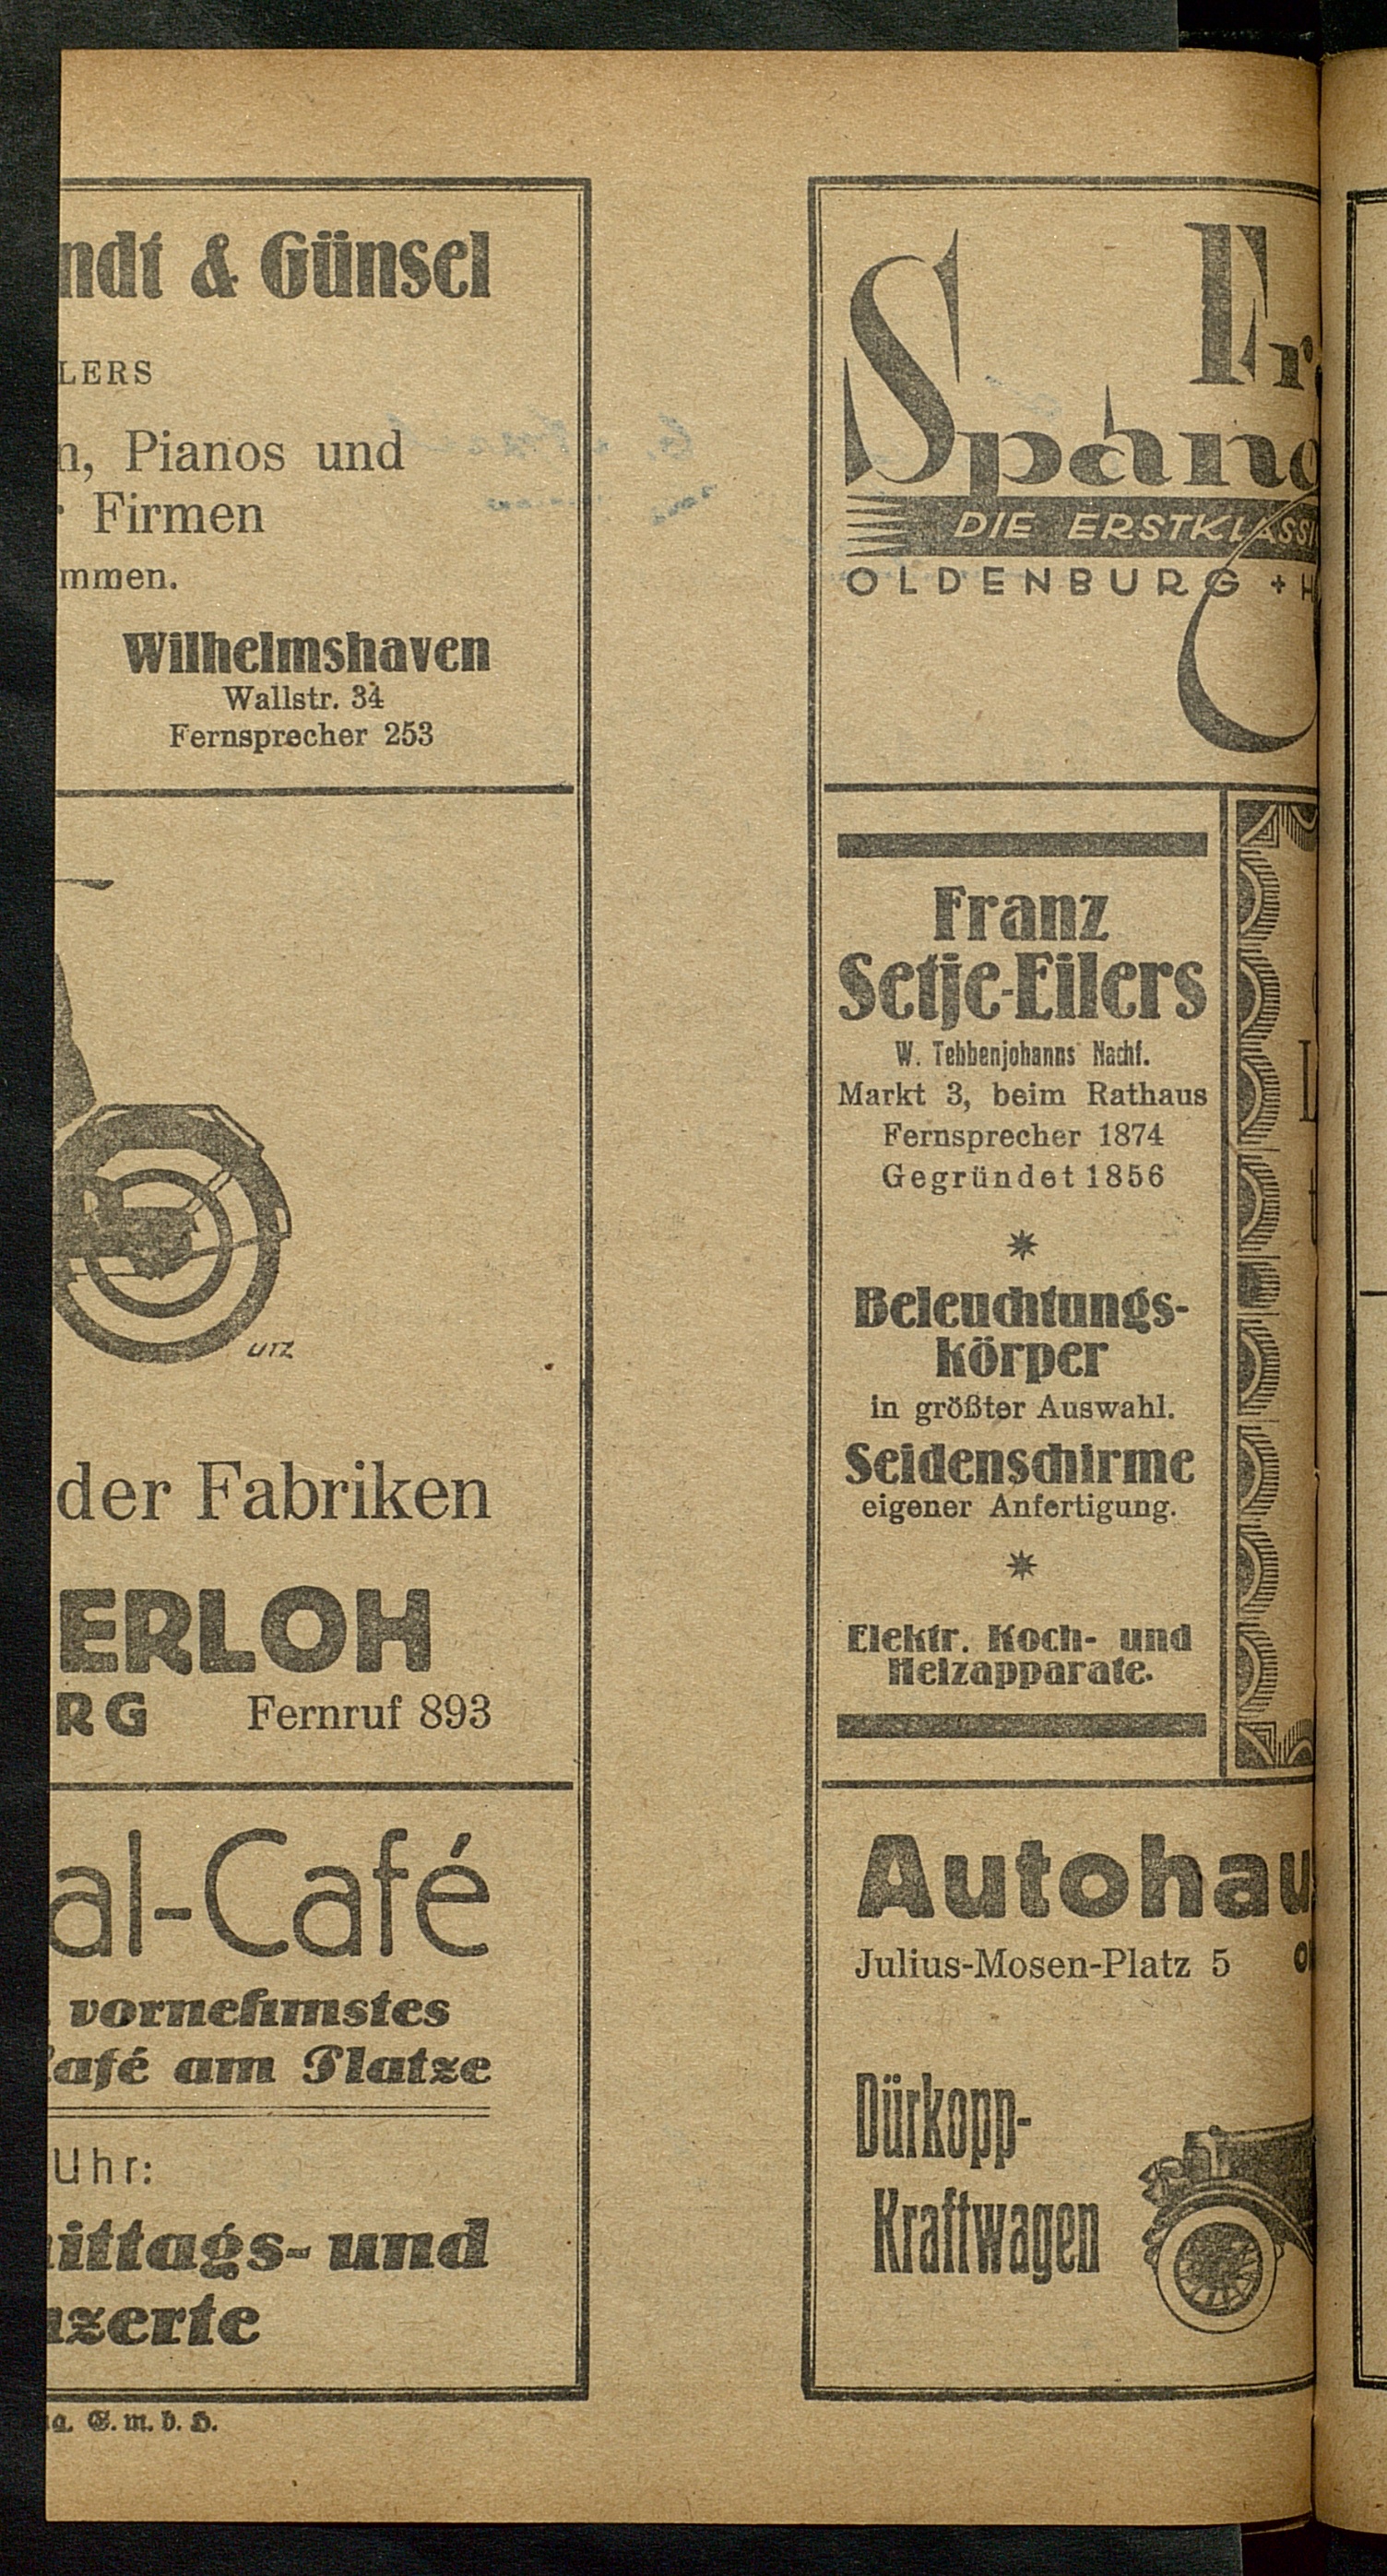 ndt & Günsel
LERS
n, Pianos und
r Firmen
mmen.
Wilhelmshaven
Wallstr. 34
Fernsprecher 253
UTZ
der Fabriken
ERLOH
RG Fernruf 893
al-Café
vornehmstes
afé am Platze
Uhr:
ittags- und
zerte
G. m. b. H.
Fr
Spang
DIE ERSTKLASSI
OLDENBURG + H
Franz
Setje-Eilers
W. Tebbenjohanns Nachf.
Markt 3, beim Rathaus
Fernsprecher 1874
Gegründet 1856
Beleuchtungs-
körper
in größter Auswahl.
Seidenschirme
eigener Anfertigung.
Elektr. Koch- und
Heizapparate.
Autohau
Julius-Mosen-Platz 5
Dürkopp-
Kraftwagen